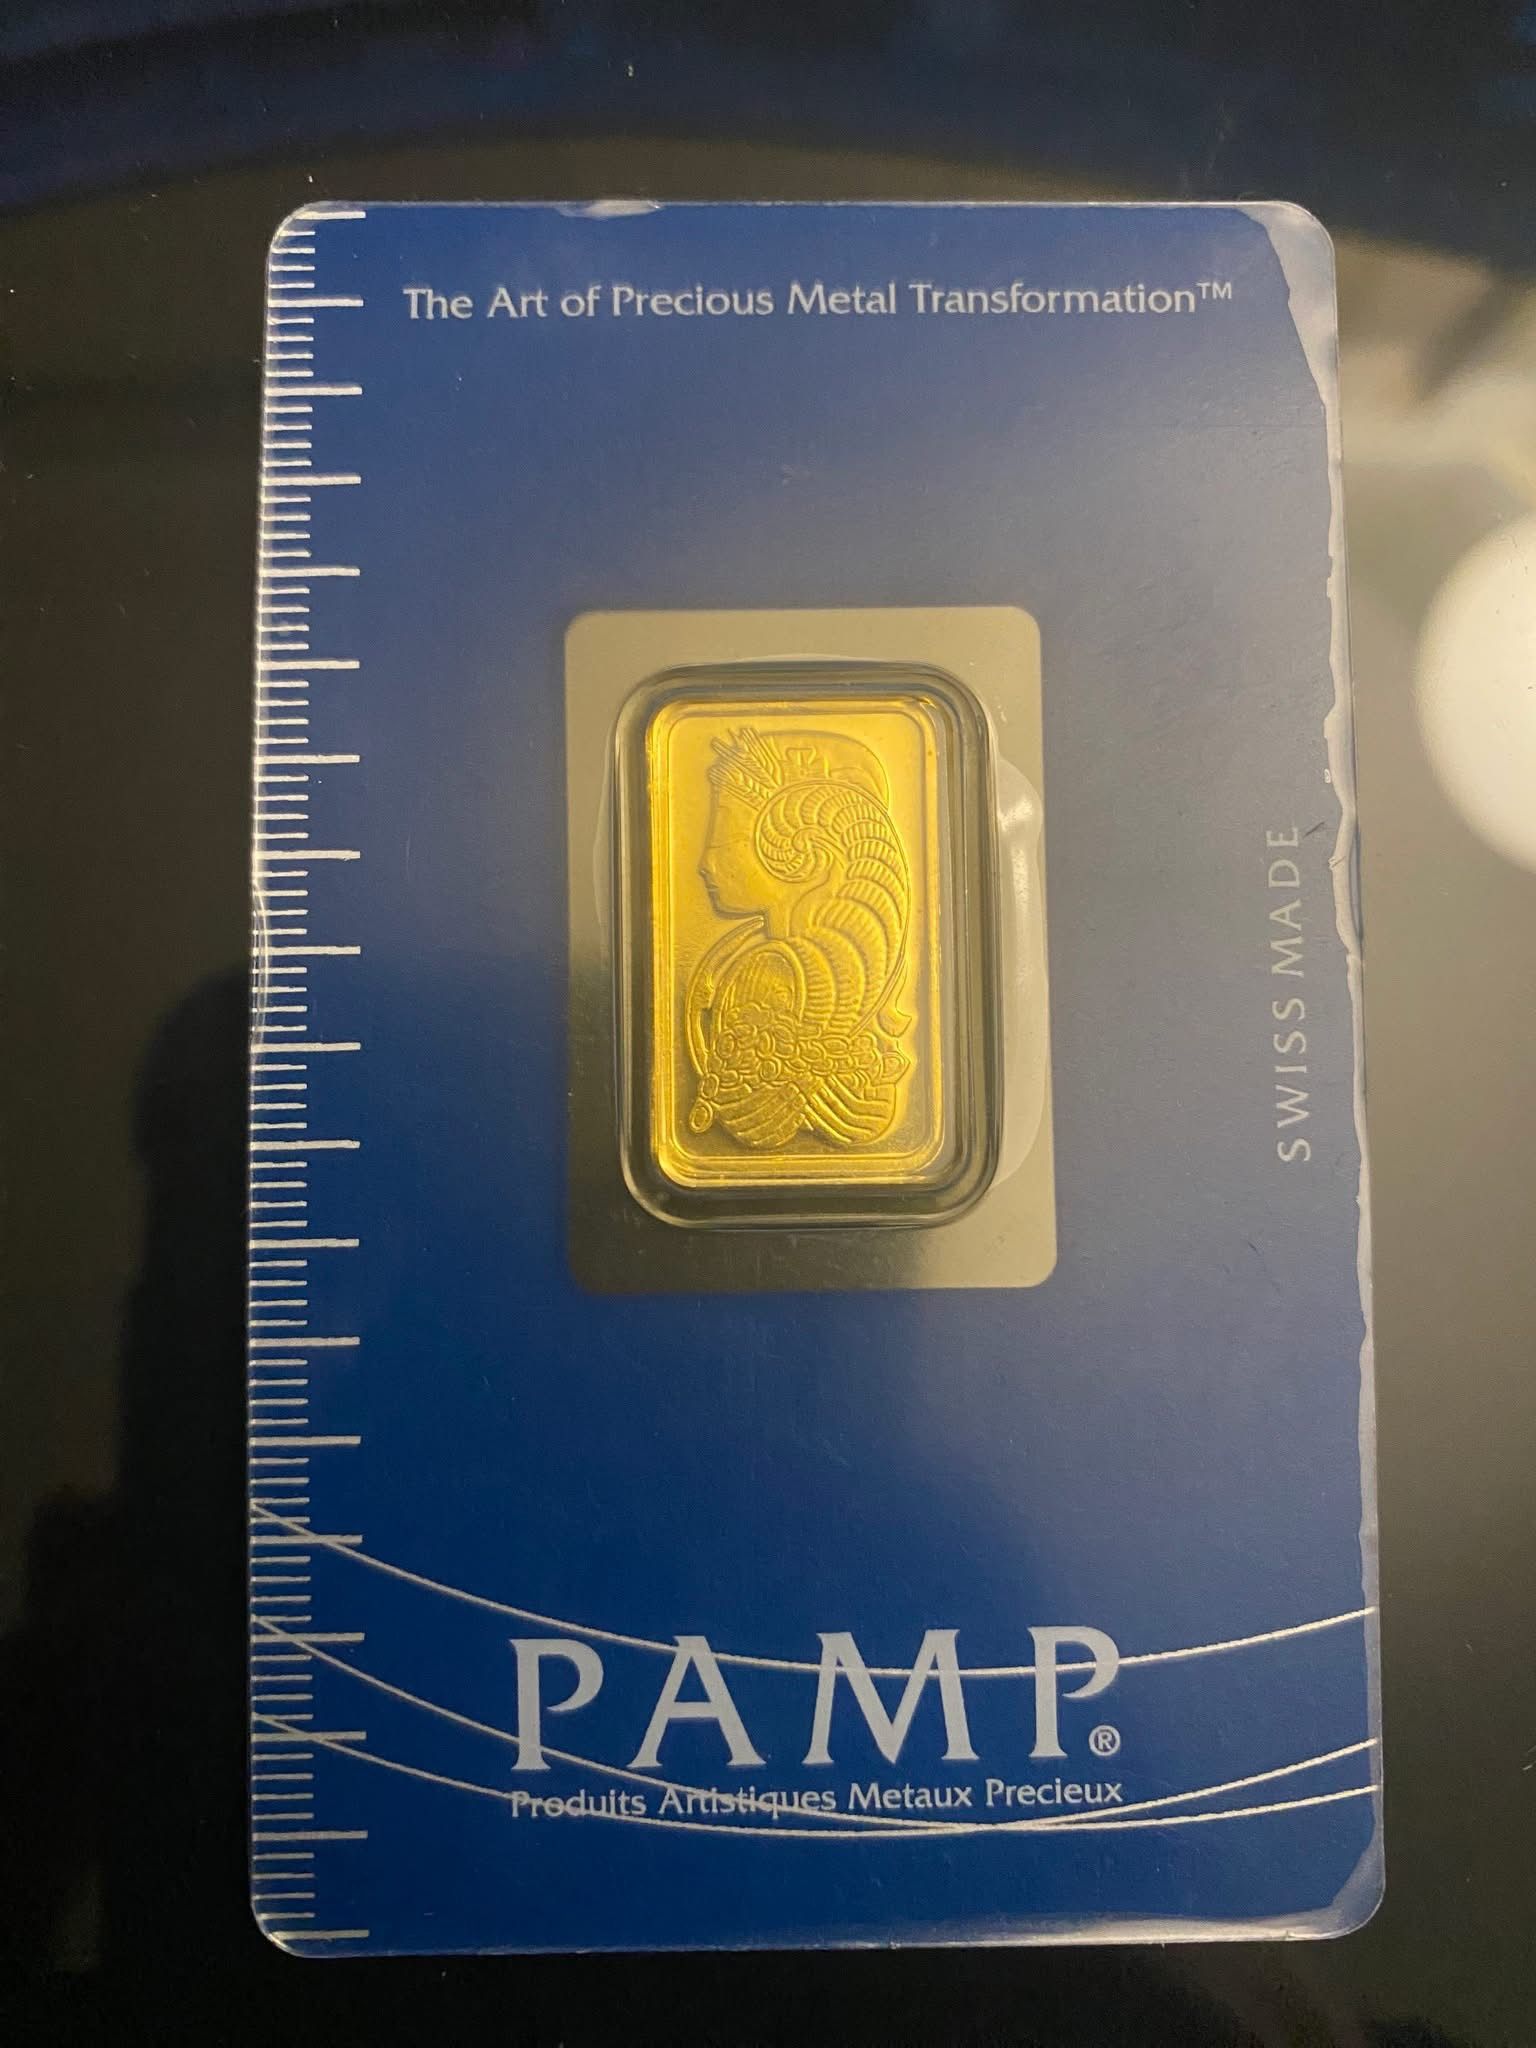 The Art of Precious Metal Transformation™
SWISS MADE
PAMP®
Produits Artistiques Metaux Precieux